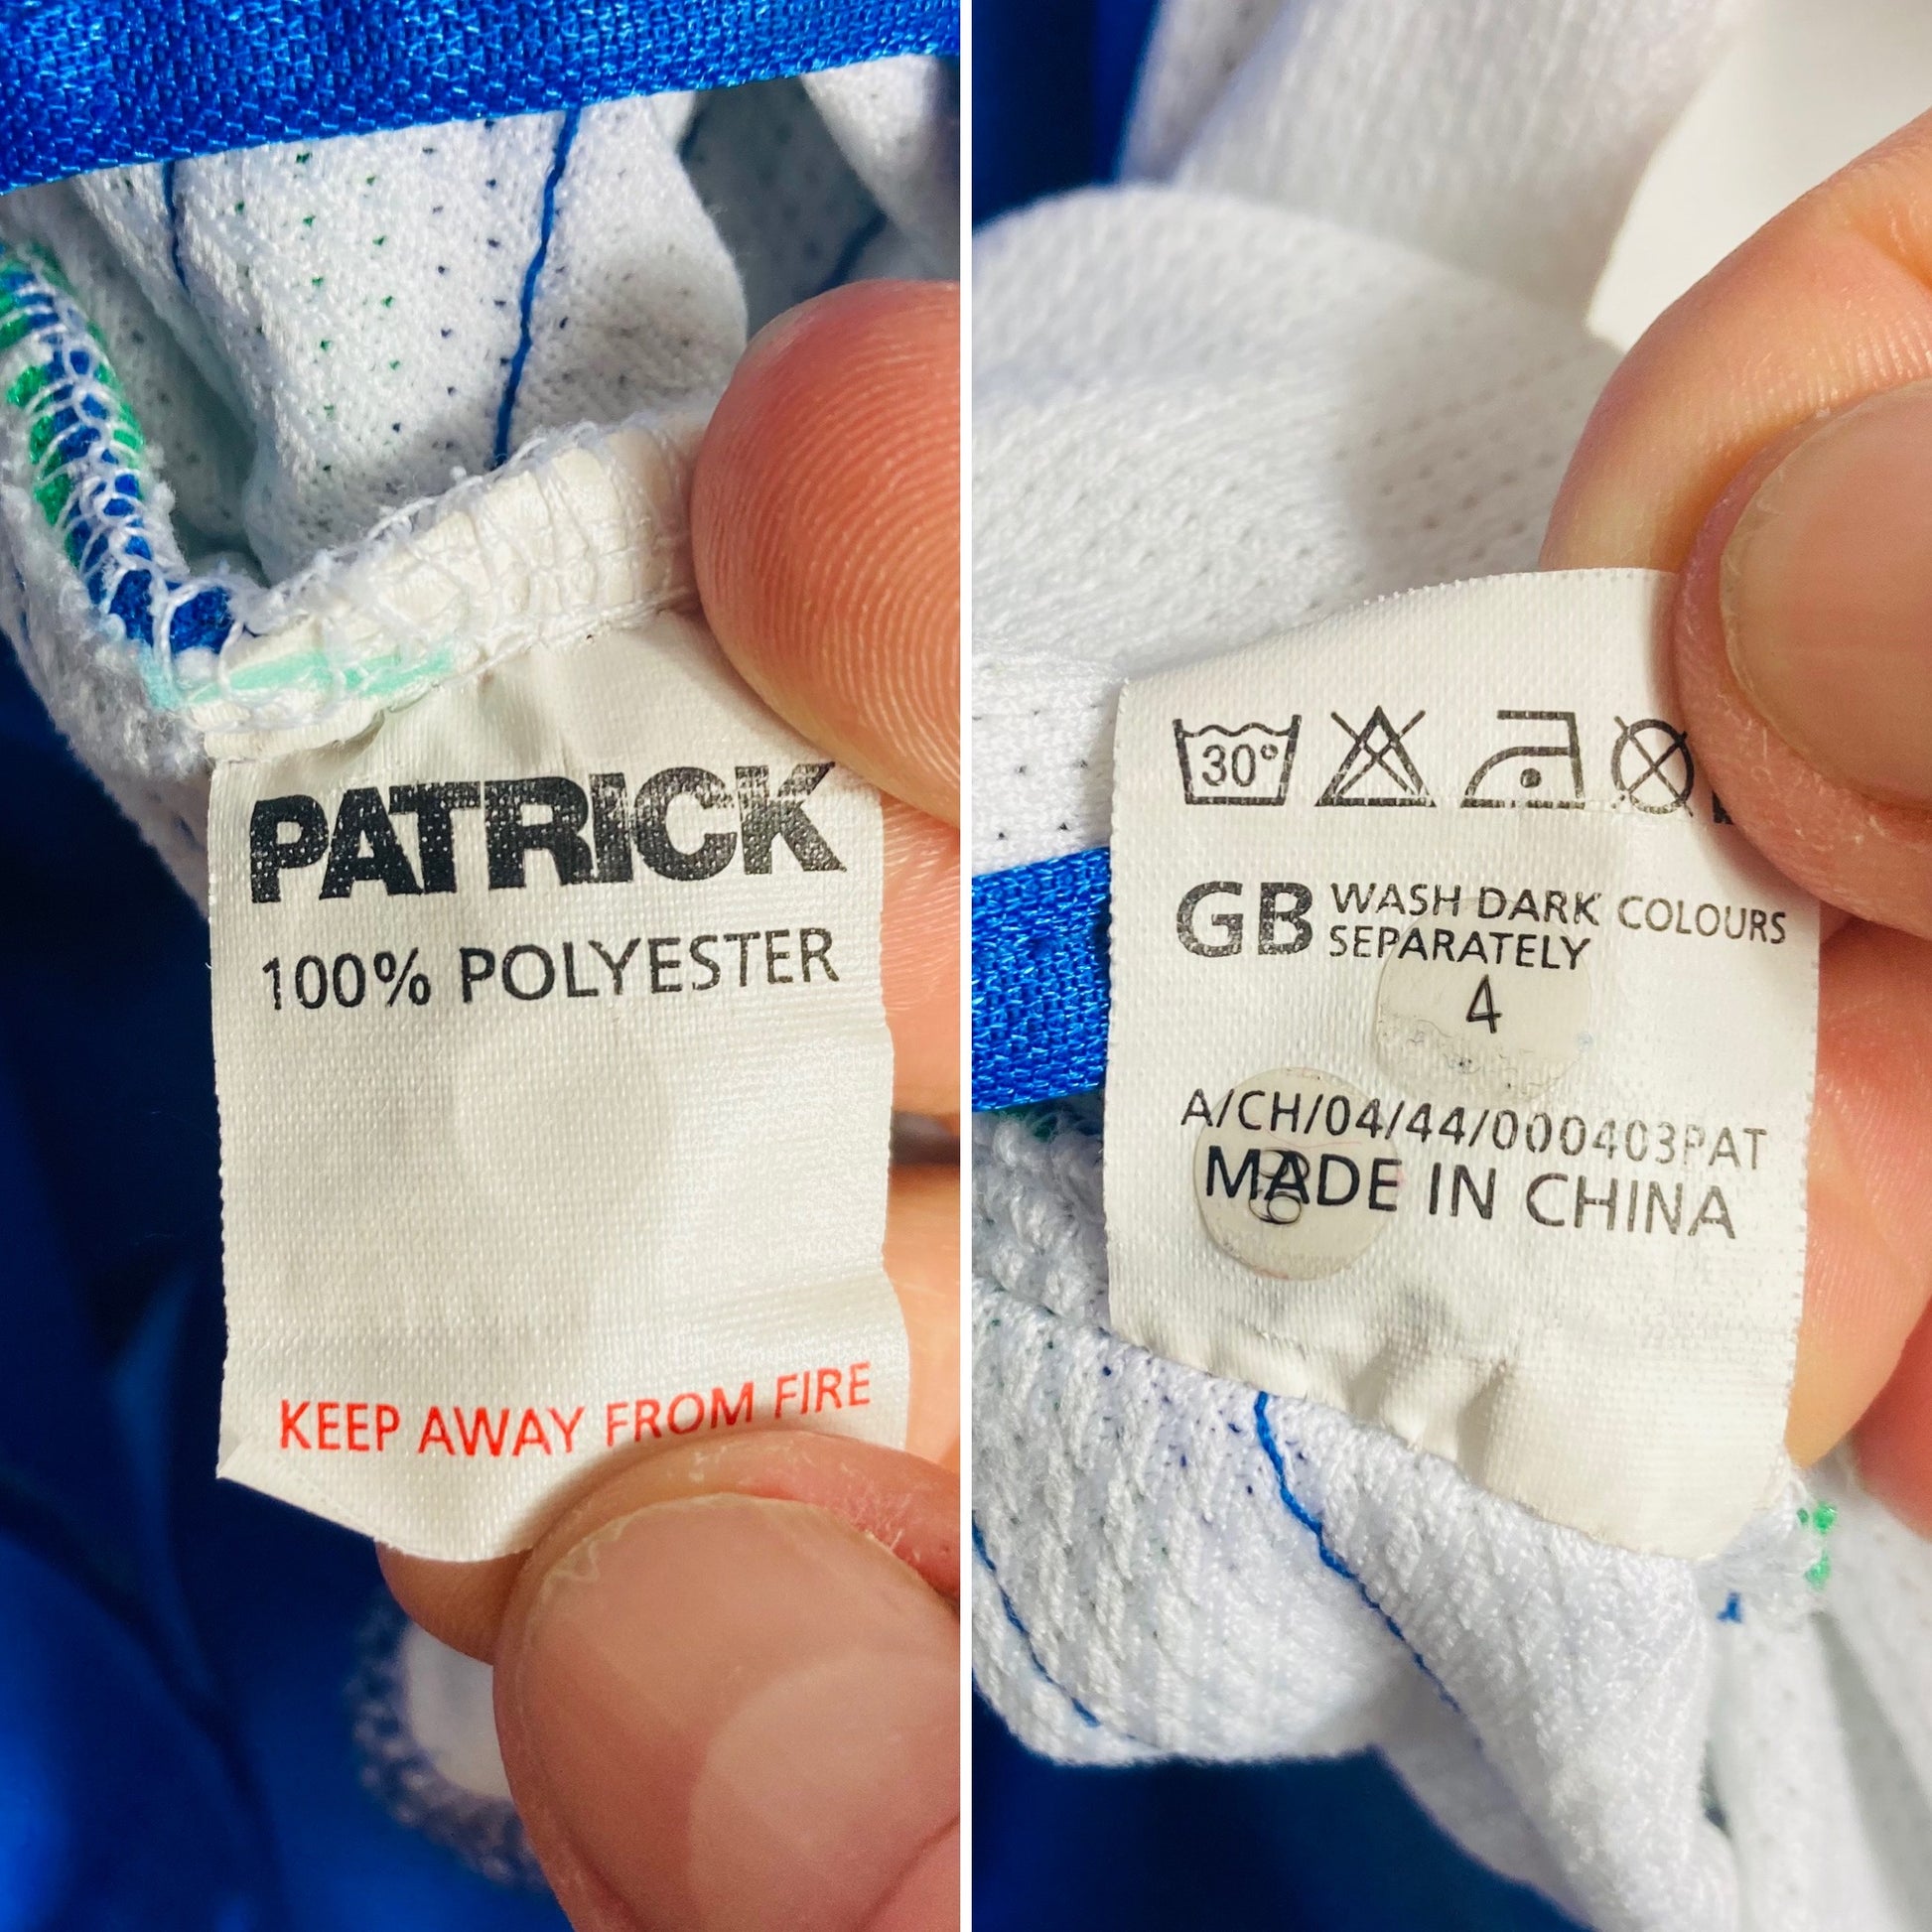 PATRICK
100% POLYESTER
KEEP AWAY FROM FIRE
30°
GB WASH DARK COLOURS
SEPARATELY
4
A/CH/04/44/000403PAT
MADE IN CHINA